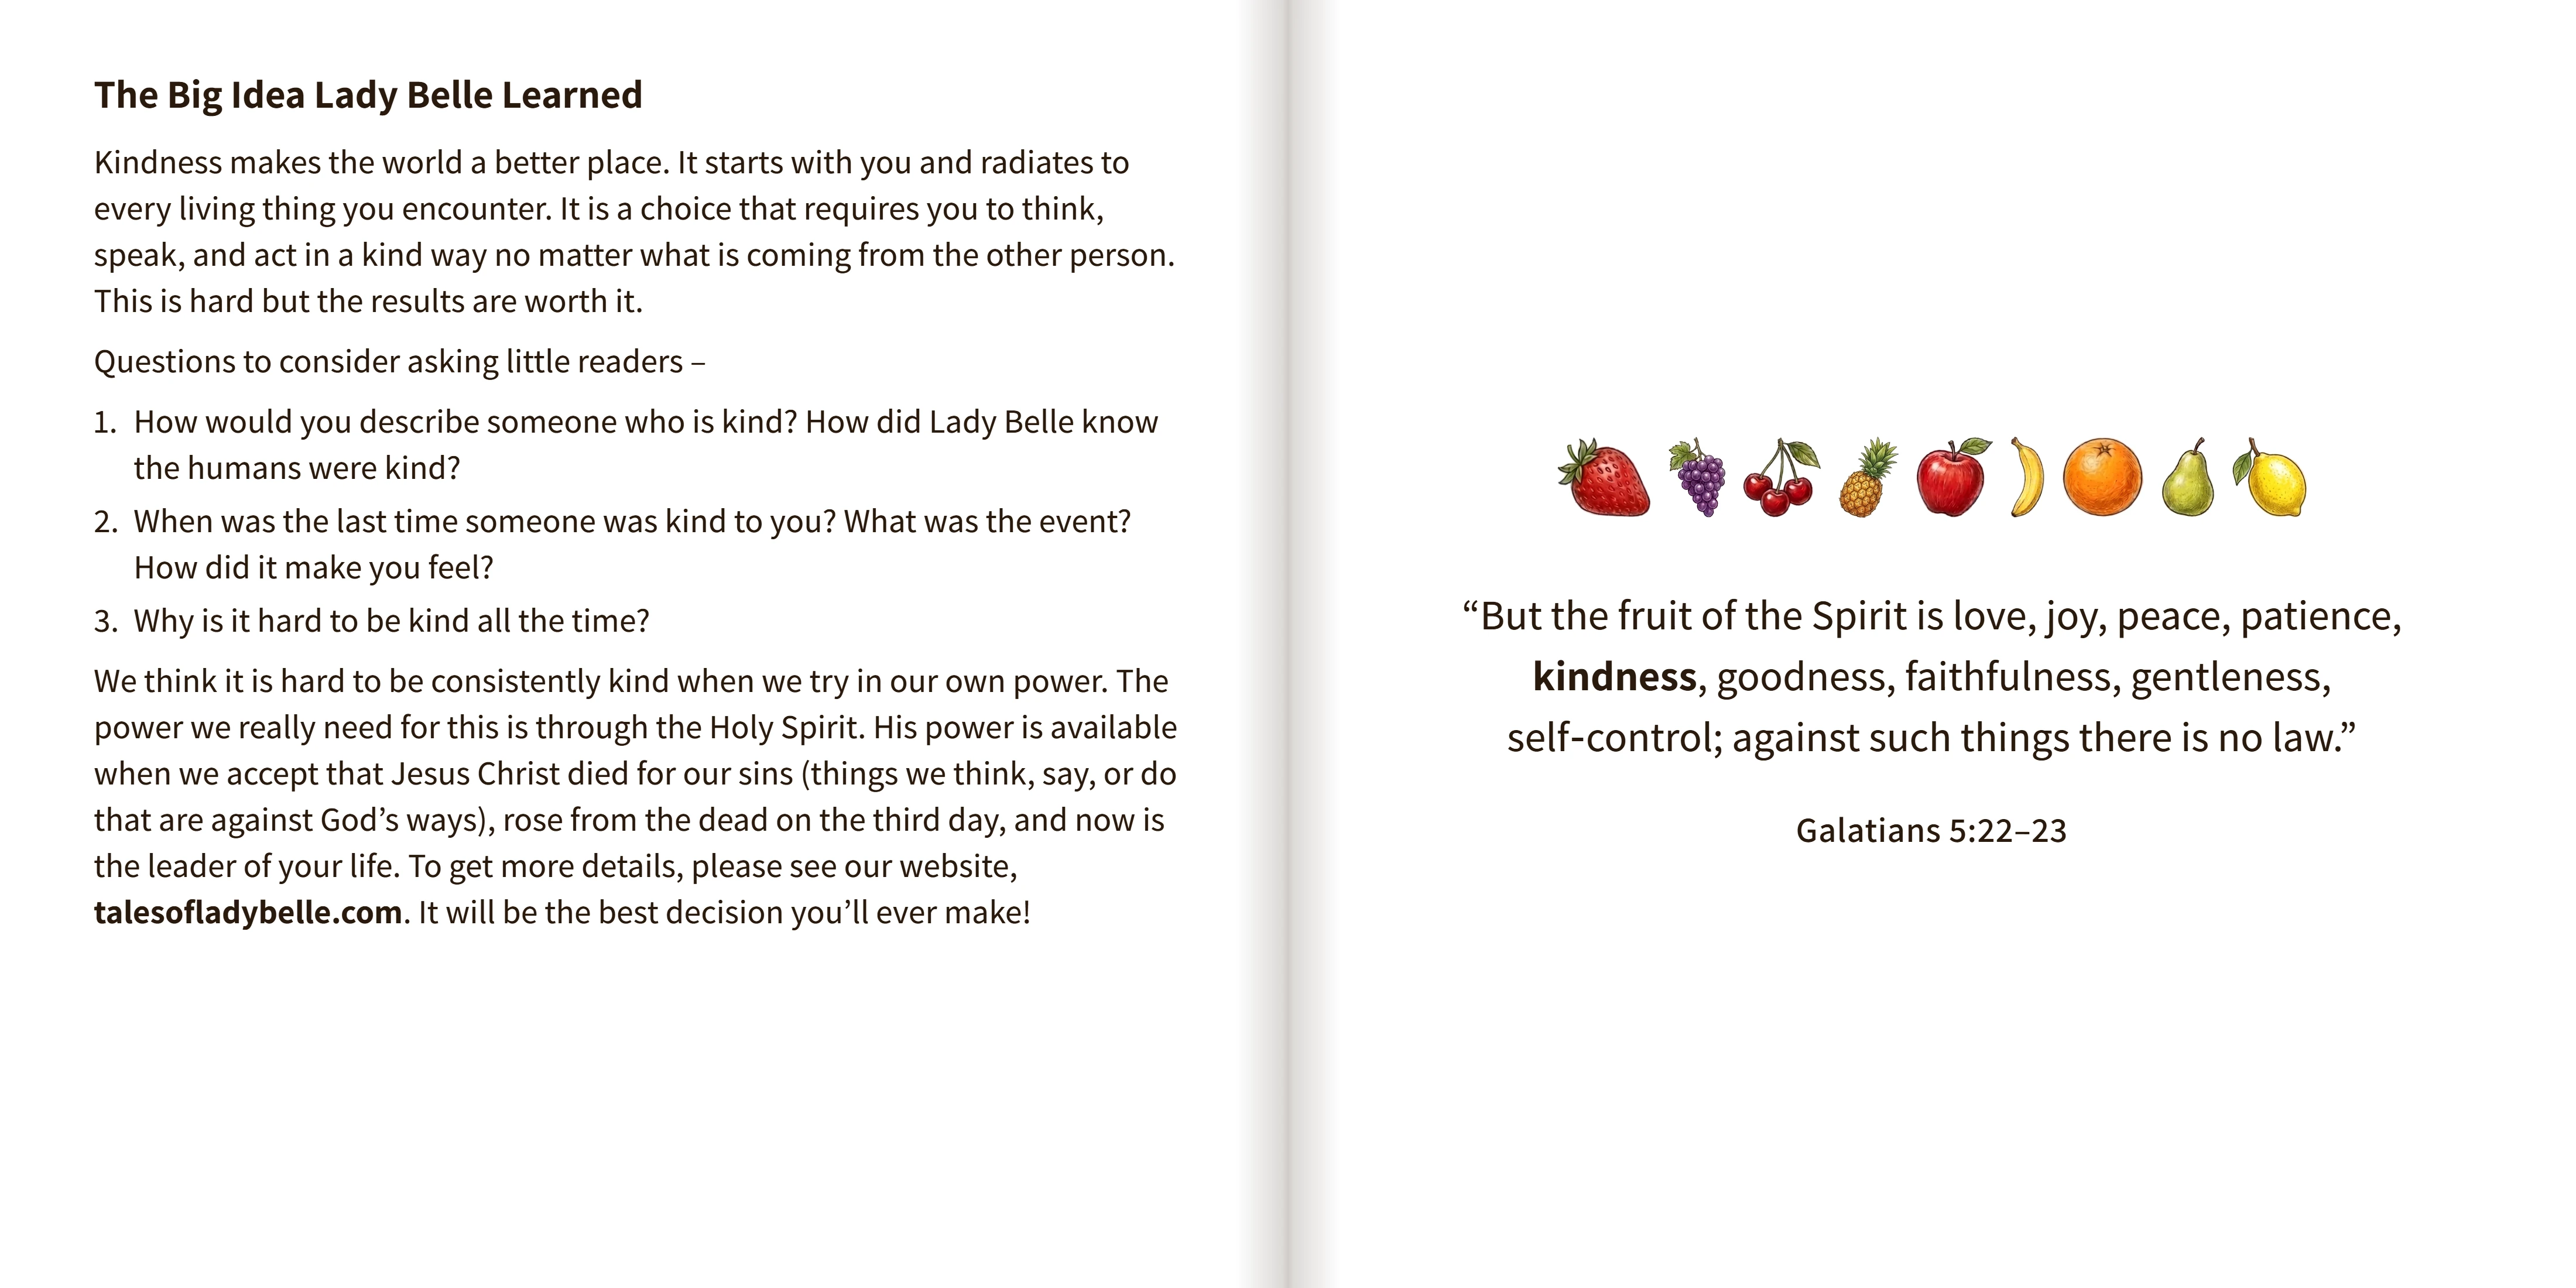 The Big Idea Lady Belle Learned
Kindness makes the world a better place. It starts with you and radiates to
every living thing you encounter. It is a choice that requires you to think,
speak, and act in a kind way no matter what is coming from the other person.
This is hard but the results are worth it.
Questions to consider asking little readers –
1. How would you describe someone who is kind? How did Lady Belle know
the humans were kind?
2. When was the last time someone was kind to you? What was the event?
How did it make you feel?
3. Why is it hard to be kind all the time?
We think it is hard to be consistently kind when we try in our own power. The
power we really need for this is through the Holy Spirit. His power is available
when we accept that Jesus Christ died for our sins (things we think, say, or do
that are against God’s ways), rose from the dead on the third day, and now is
the leader of your life. To get more details, please see our website,
talesofladybelle.com. It will be the best decision you’ll ever make!
“But the fruit of the Spirit is love, joy, peace, patience,
kindness, goodness, faithfulness, gentleness,
self-control; against such things there is no law.”
Galatians 5:22–23